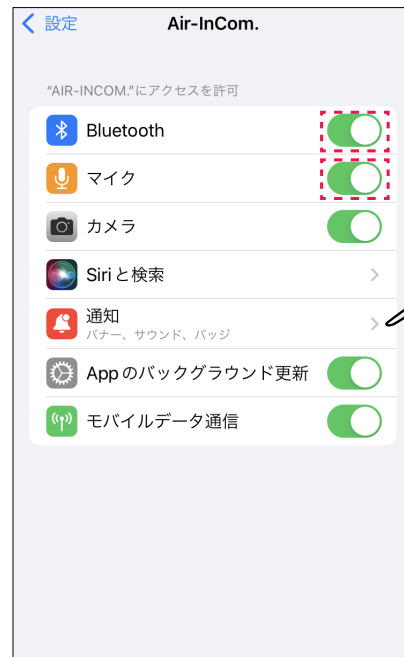 設定
Air-InCom.
“AIR-INCOM.”にアクセスを許可
Bluetooth
マイク
カメラ
Siriと検索
通知
バナー、サウンド、バッジ
Appのバックグラウンド更新
モバイルデータ通信